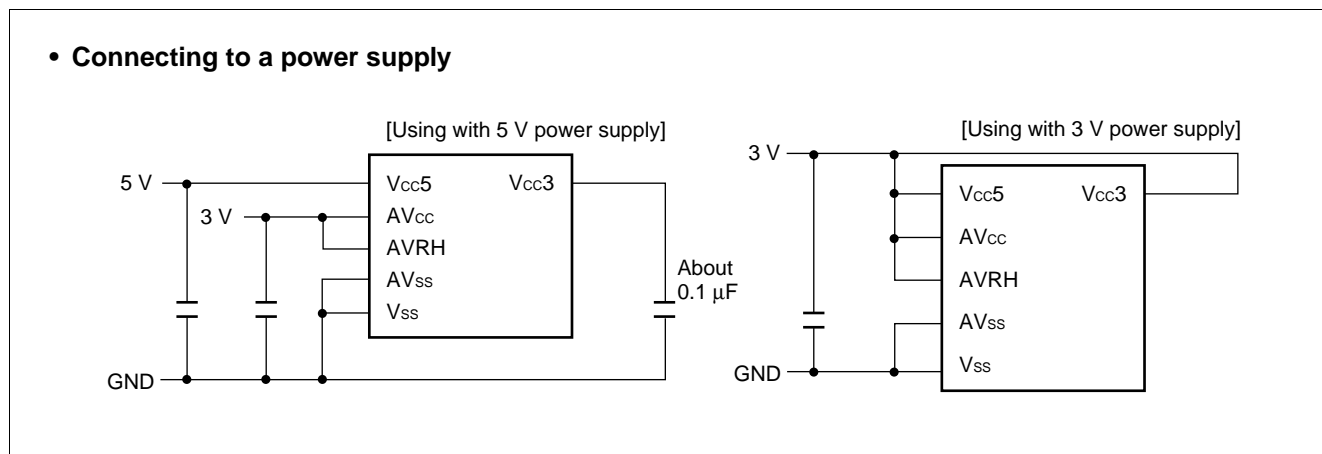 • Connecting to a power supply
[Using with 5 V power supply]
5 V
3 V
GND
Vcc5
Vcc3
AVcc
AVRH
AVss
Vss
About
0.1 μF
[Using with 3 V power supply]
3 V
GND
Vcc5
Vcc3
AVcc
AVRH
AVss
Vss